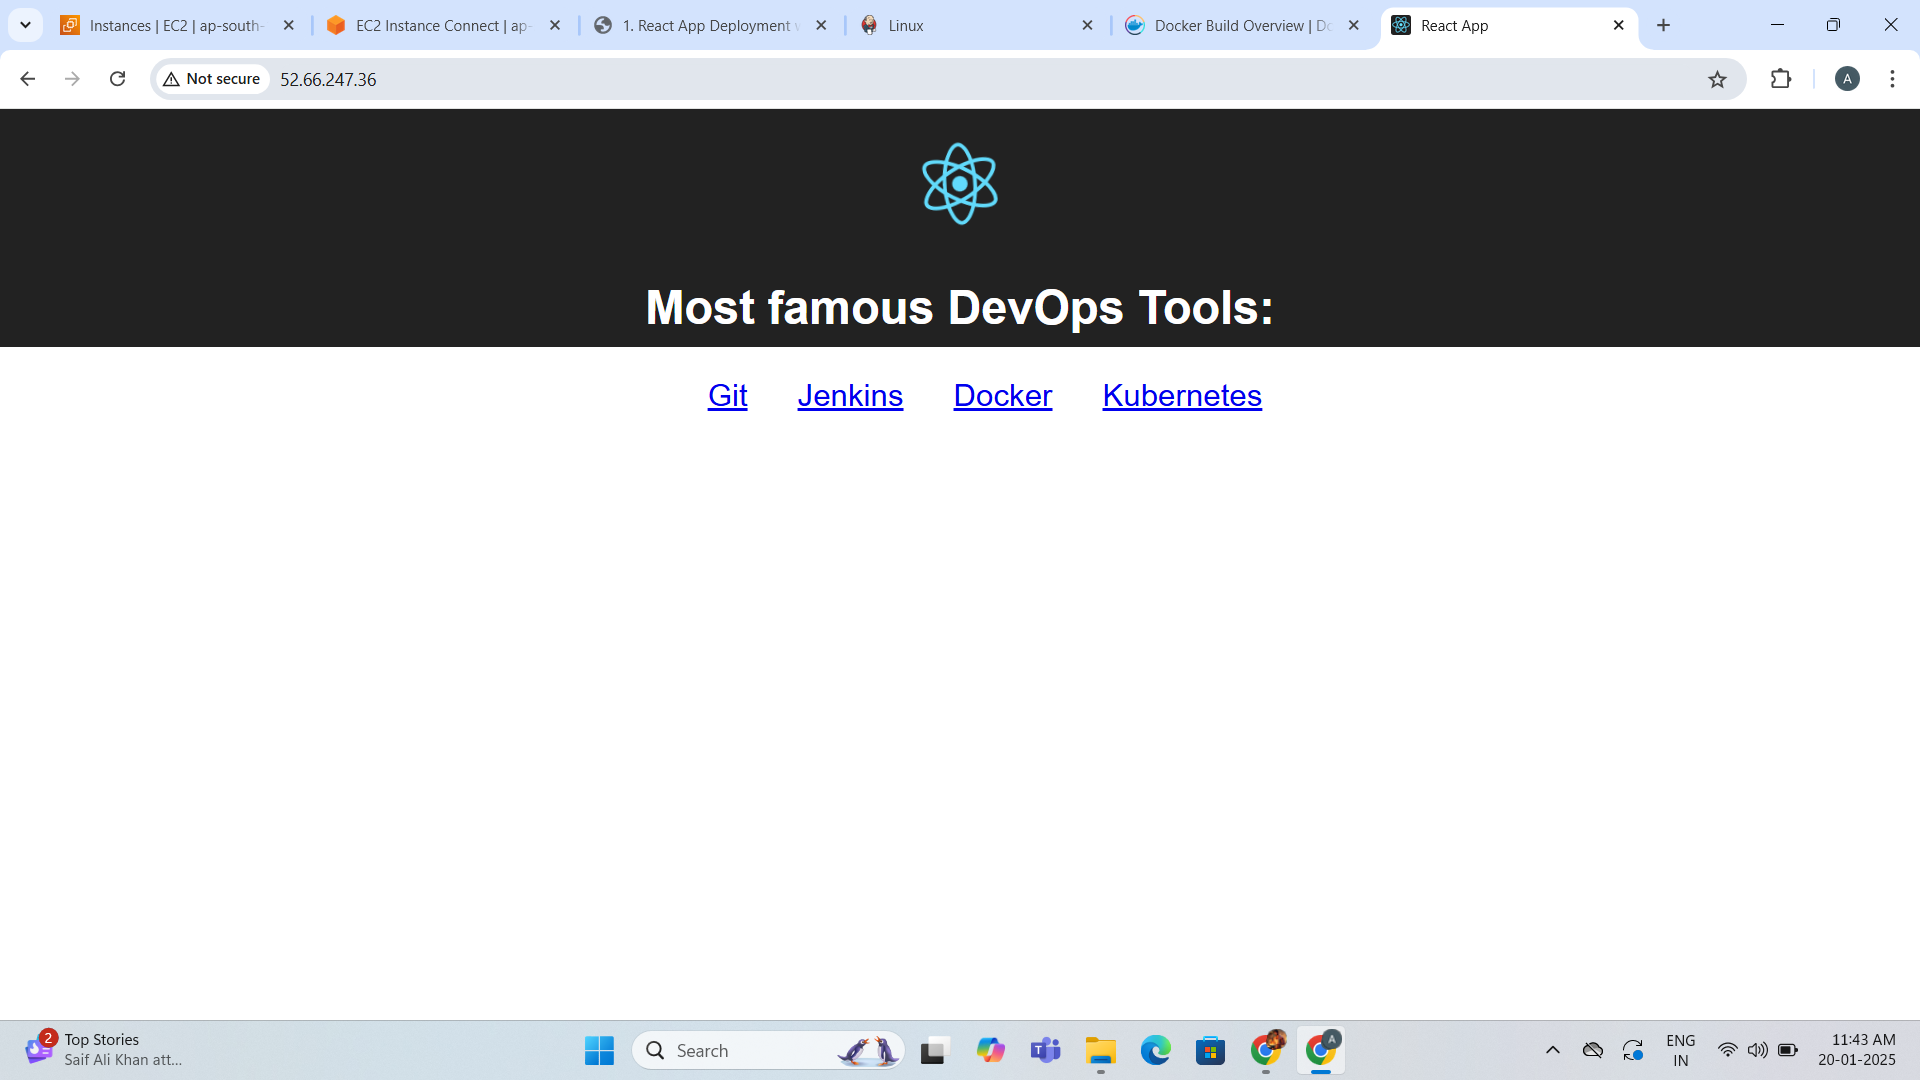 Instances | EC2 | ap-south-
EC2 Instance Connect | ap-
1. React App Deployment
Linux
Docker Build Overview | Do
React App
Not secure
52.66.247.36
A
Most famous DevOps Tools:
Git Jenkins Docker Kubernetes
2
Top Stories
Saif Ali Khan att...
Search
A
ENG
IN
11:43 AM
20-01-2025